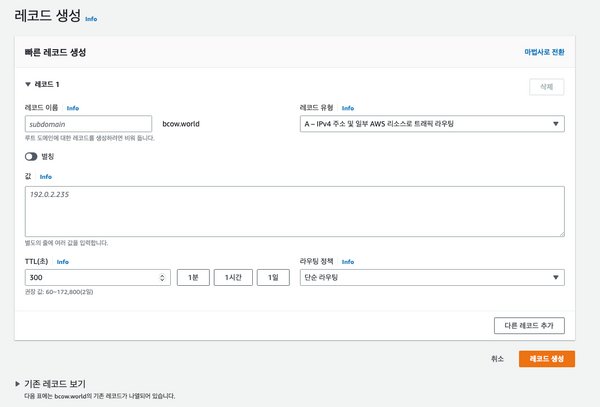 레코드 생성 Info
빠른 레코드 생성 마법사로 전환
▼ 레코드 1 삭제
레코드 이름 Info 레코드 유형 Info
subdomain bcow.world A – IPv4 주소 및 일부 AWS 리소스로 트래픽 라우팅
루트 도메인에 대한 레코드를 생성하려면 비워 둡니다.
별칭
값 Info
192.0.2.235
별도의 줄에 여러 값을 입력합니다.
TTL(초) Info 라우팅 정책 Info
300 1분 1시간 1일 단순 라우팅
권장 값: 60~172,800(2일)
다른 레코드 추가
취소 레코드 생성
▶ 기존 레코드 보기
다음 표에는 bcow.world의 기존 레코드가 나열되어 있습니다.